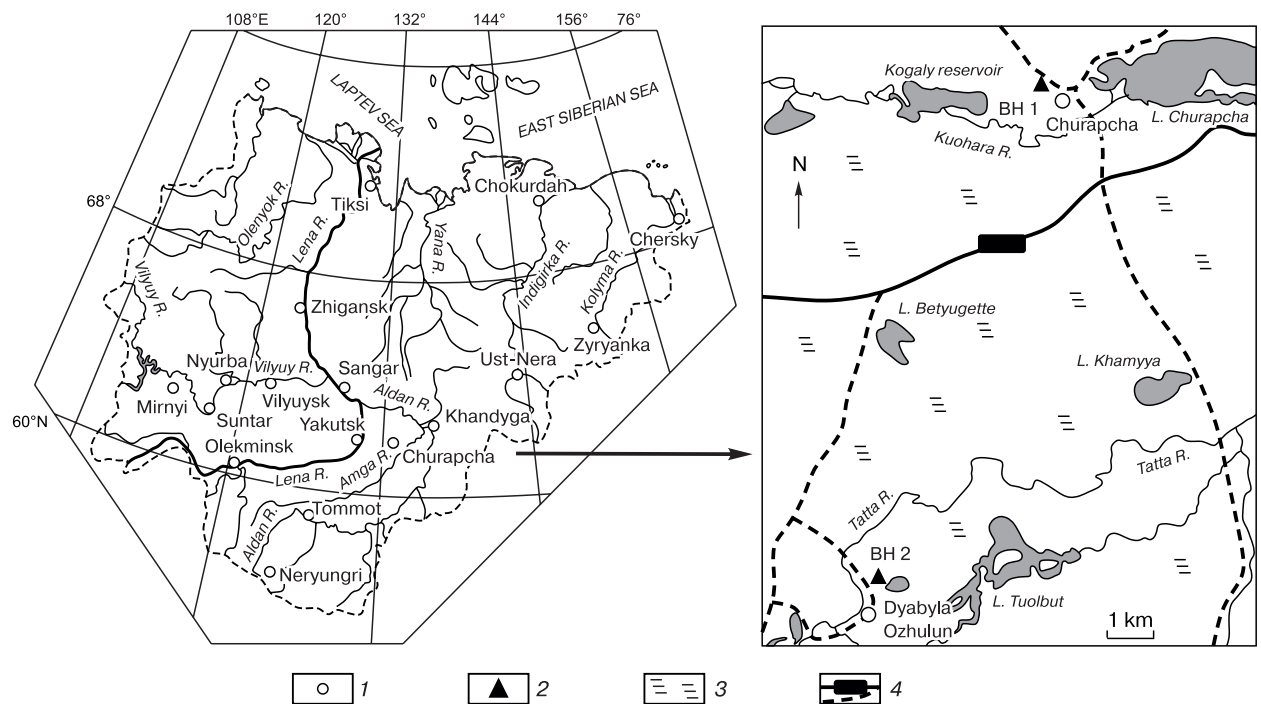 108°E 120° 132° 144° 156° 76°
LAPTEV SEA
EAST SIBERIAN SEA
Olenyok R.
Chokurdah
68°
Tiksi
Lena R.
Yana R.
Chersky
Vilyuy R.
Indigirka R.
Kolyma R.
Zhigansk
Zyryanka
Nyurba
Vilyuy R.
Sangar
Ust-Nera
Mirnyi
Vilyuysk
Aldan R.
60°N
Suntar
Yakutsk
Khandyga
Olekminsk
Churapcha
Lena R.
Amga R.
Tommot
Aldan R.
Neryungri
Kogaly reservoir
BH 1
Churapcha
L. Churapcha
Kuohara R.
N
L. Betyugette
L. Khamyya
Tatta R.
Tatta R.
BH 2
Dyabyla
Ozhulun
L. Tuolbut
1 km
1
2
3
4